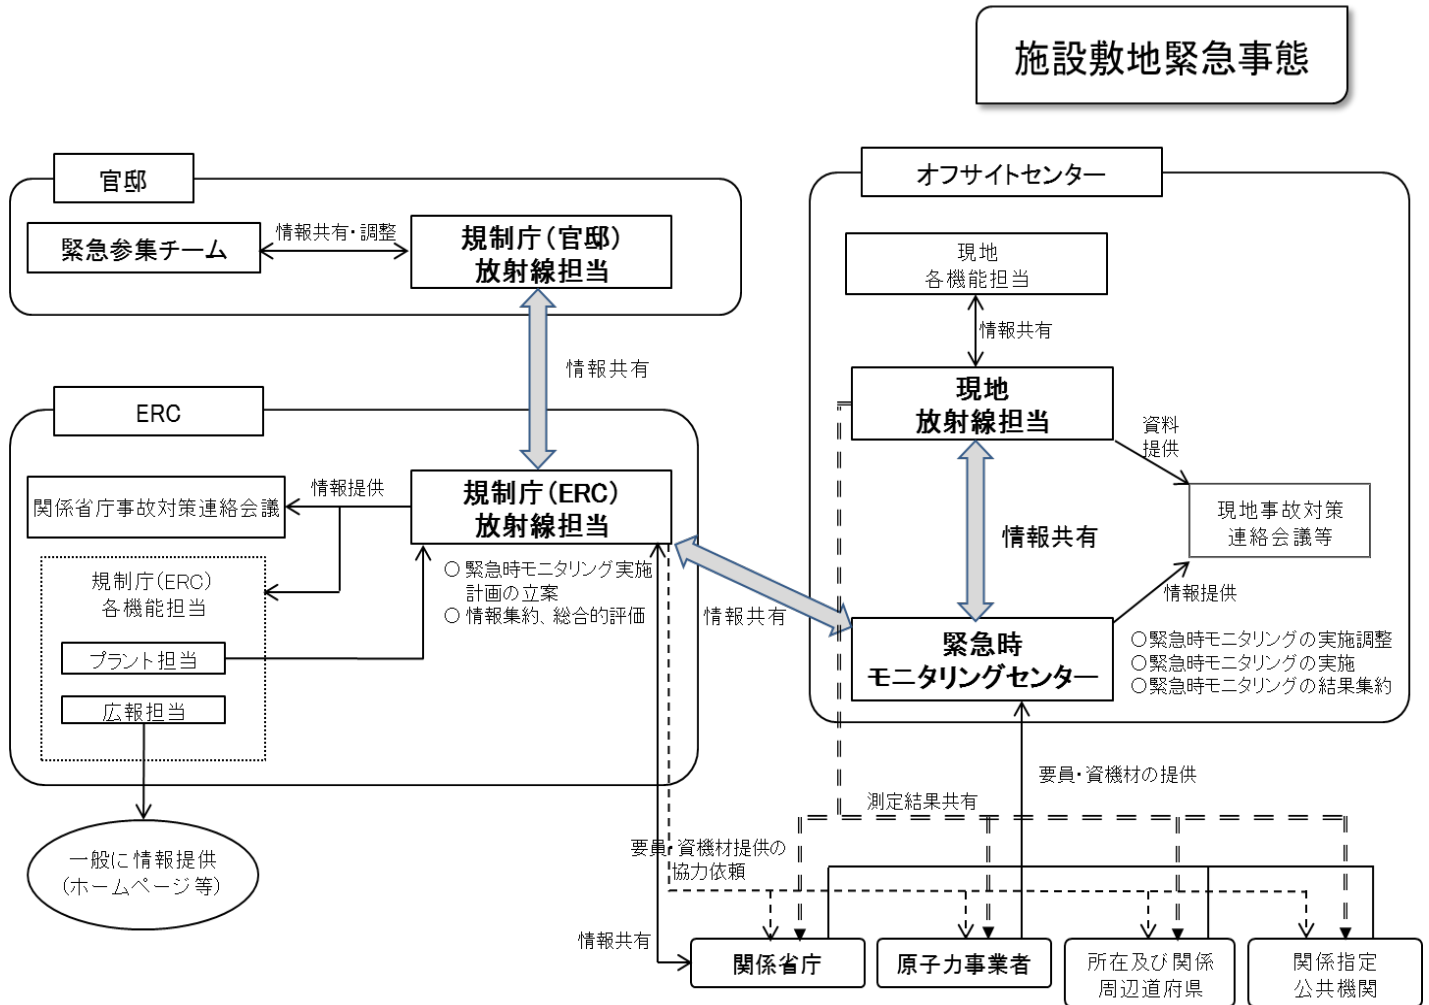 施設敷地緊急事態
官邸
緊急参集チーム
情報共有・調整
規制庁(官邸)
放射線担当
情報共有
ERC
関係省庁事故対策連絡会議
情報提供
規制庁(ERC)
放射線担当
○ 緊急時モニタリング実施
計画の立案
○ 情報集約、総合的評価
規制庁(ERC)
各機能担当
プラント担当
広報担当
一般に情報提供
(ホームページ等)
情報共有
オフサイトセンター
現地
各機能担当
情報共有
現地
放射線担当
資料
提供
情報共有
現地事故対策
連絡会議等
情報提供
緊急時
モニタリングセンター
○緊急時モニタリングの実施調整
○緊急時モニタリングの実施
○緊急時モニタリングの結果集約
要員・資機材の提供
測定結果共有
要員・資機材提供の
協力依頼
情報共有
関係省庁
原子力事業者
所在及び関係
周辺道府県
関係指定
公共機関